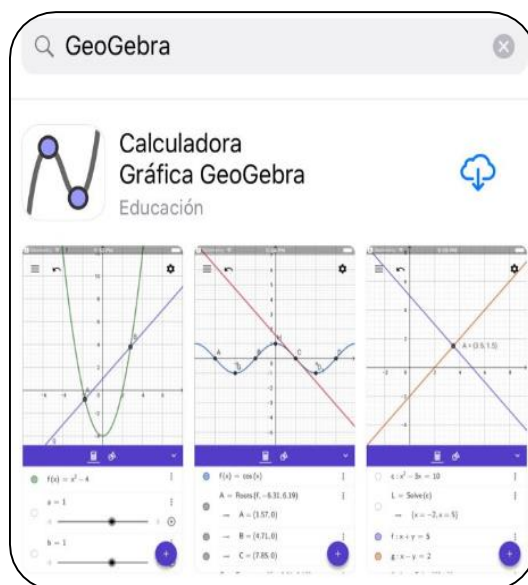 GeoGebra
Calculadora
Gráfica GeoGebra
Educación
f(x) = x² − 4
a = 1
b = 1
f(x) = cos(x)
A = Roots(f, −6.31, 6.19)
→ A = (1.57, 0)
→ B = (4.71, 0)
→ C = (7.85, 0)
A = (3.5, 1.5)
c : x² − 3x = 10
L = Solve(c)
→ {x = −2, x = 5}
f : x + y = 5
g : x − y = 2